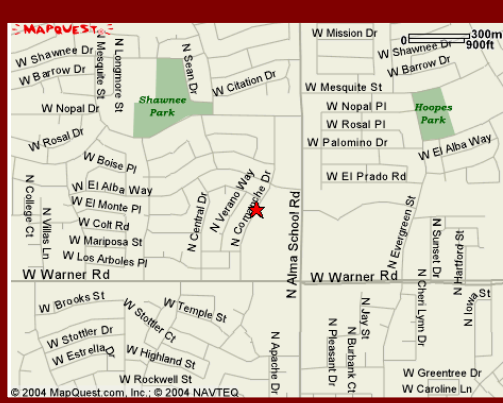 MAPQUEST
300m
0
900ft
W Mission Dr
W Shawnee Dr
W Barrow Dr
W Shawnee Dr
W Barrow Dr
N Mesquite St
N Longmore St
N Sean Dr
W Citation Dr
W Mesquite St
W Nopal Dr
Shawnee
Park
W Nopal Pl
Hoopes
Park
W Rosal Dr
W Rosal Pl
W Palomino Dr
W El Alba Way
W Boise Pl
W El Prado Rd
W El Alba Way
W El Monte Pl
W Colt Rd
W Mariposa St
W Los Arboles Pl
N College Ct
N Villas Ln
N Central Dr
N Verano Way
N Comanche Dr
N Alma School Rd
N Evergreen St
N Sunset Dr
N Hartford St
W Warner Rd
W Warner Rd
W Brooks St
W Stottler Ct
W Temple St
W Stottler Dr
W Estrella Dr
W Highland St
W Rockwell St
N Apache Dr
N Pleasant Dr
N Jay St
N Burbank Ct
N Cheri Lynn Dr
N Iowa St
W Greentree Dr
W Caroline Ln
© 2004 MapQuest.com, Inc.; © 2004 NAVTEQ